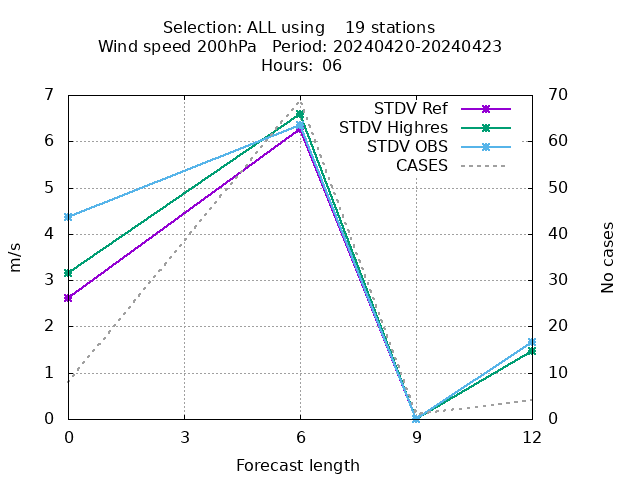 Selection: ALL using    19 stations
Wind speed 200hPa   Period: 20240420-20240423
Hours: 06
7 70
STDV Ref
STDV Highres
6 60
STDV OBS
CASES
5 50
4 40
m/s
No cases
3 30
2 20
1 10
0 0
0 3 6 9 12
Forecast length